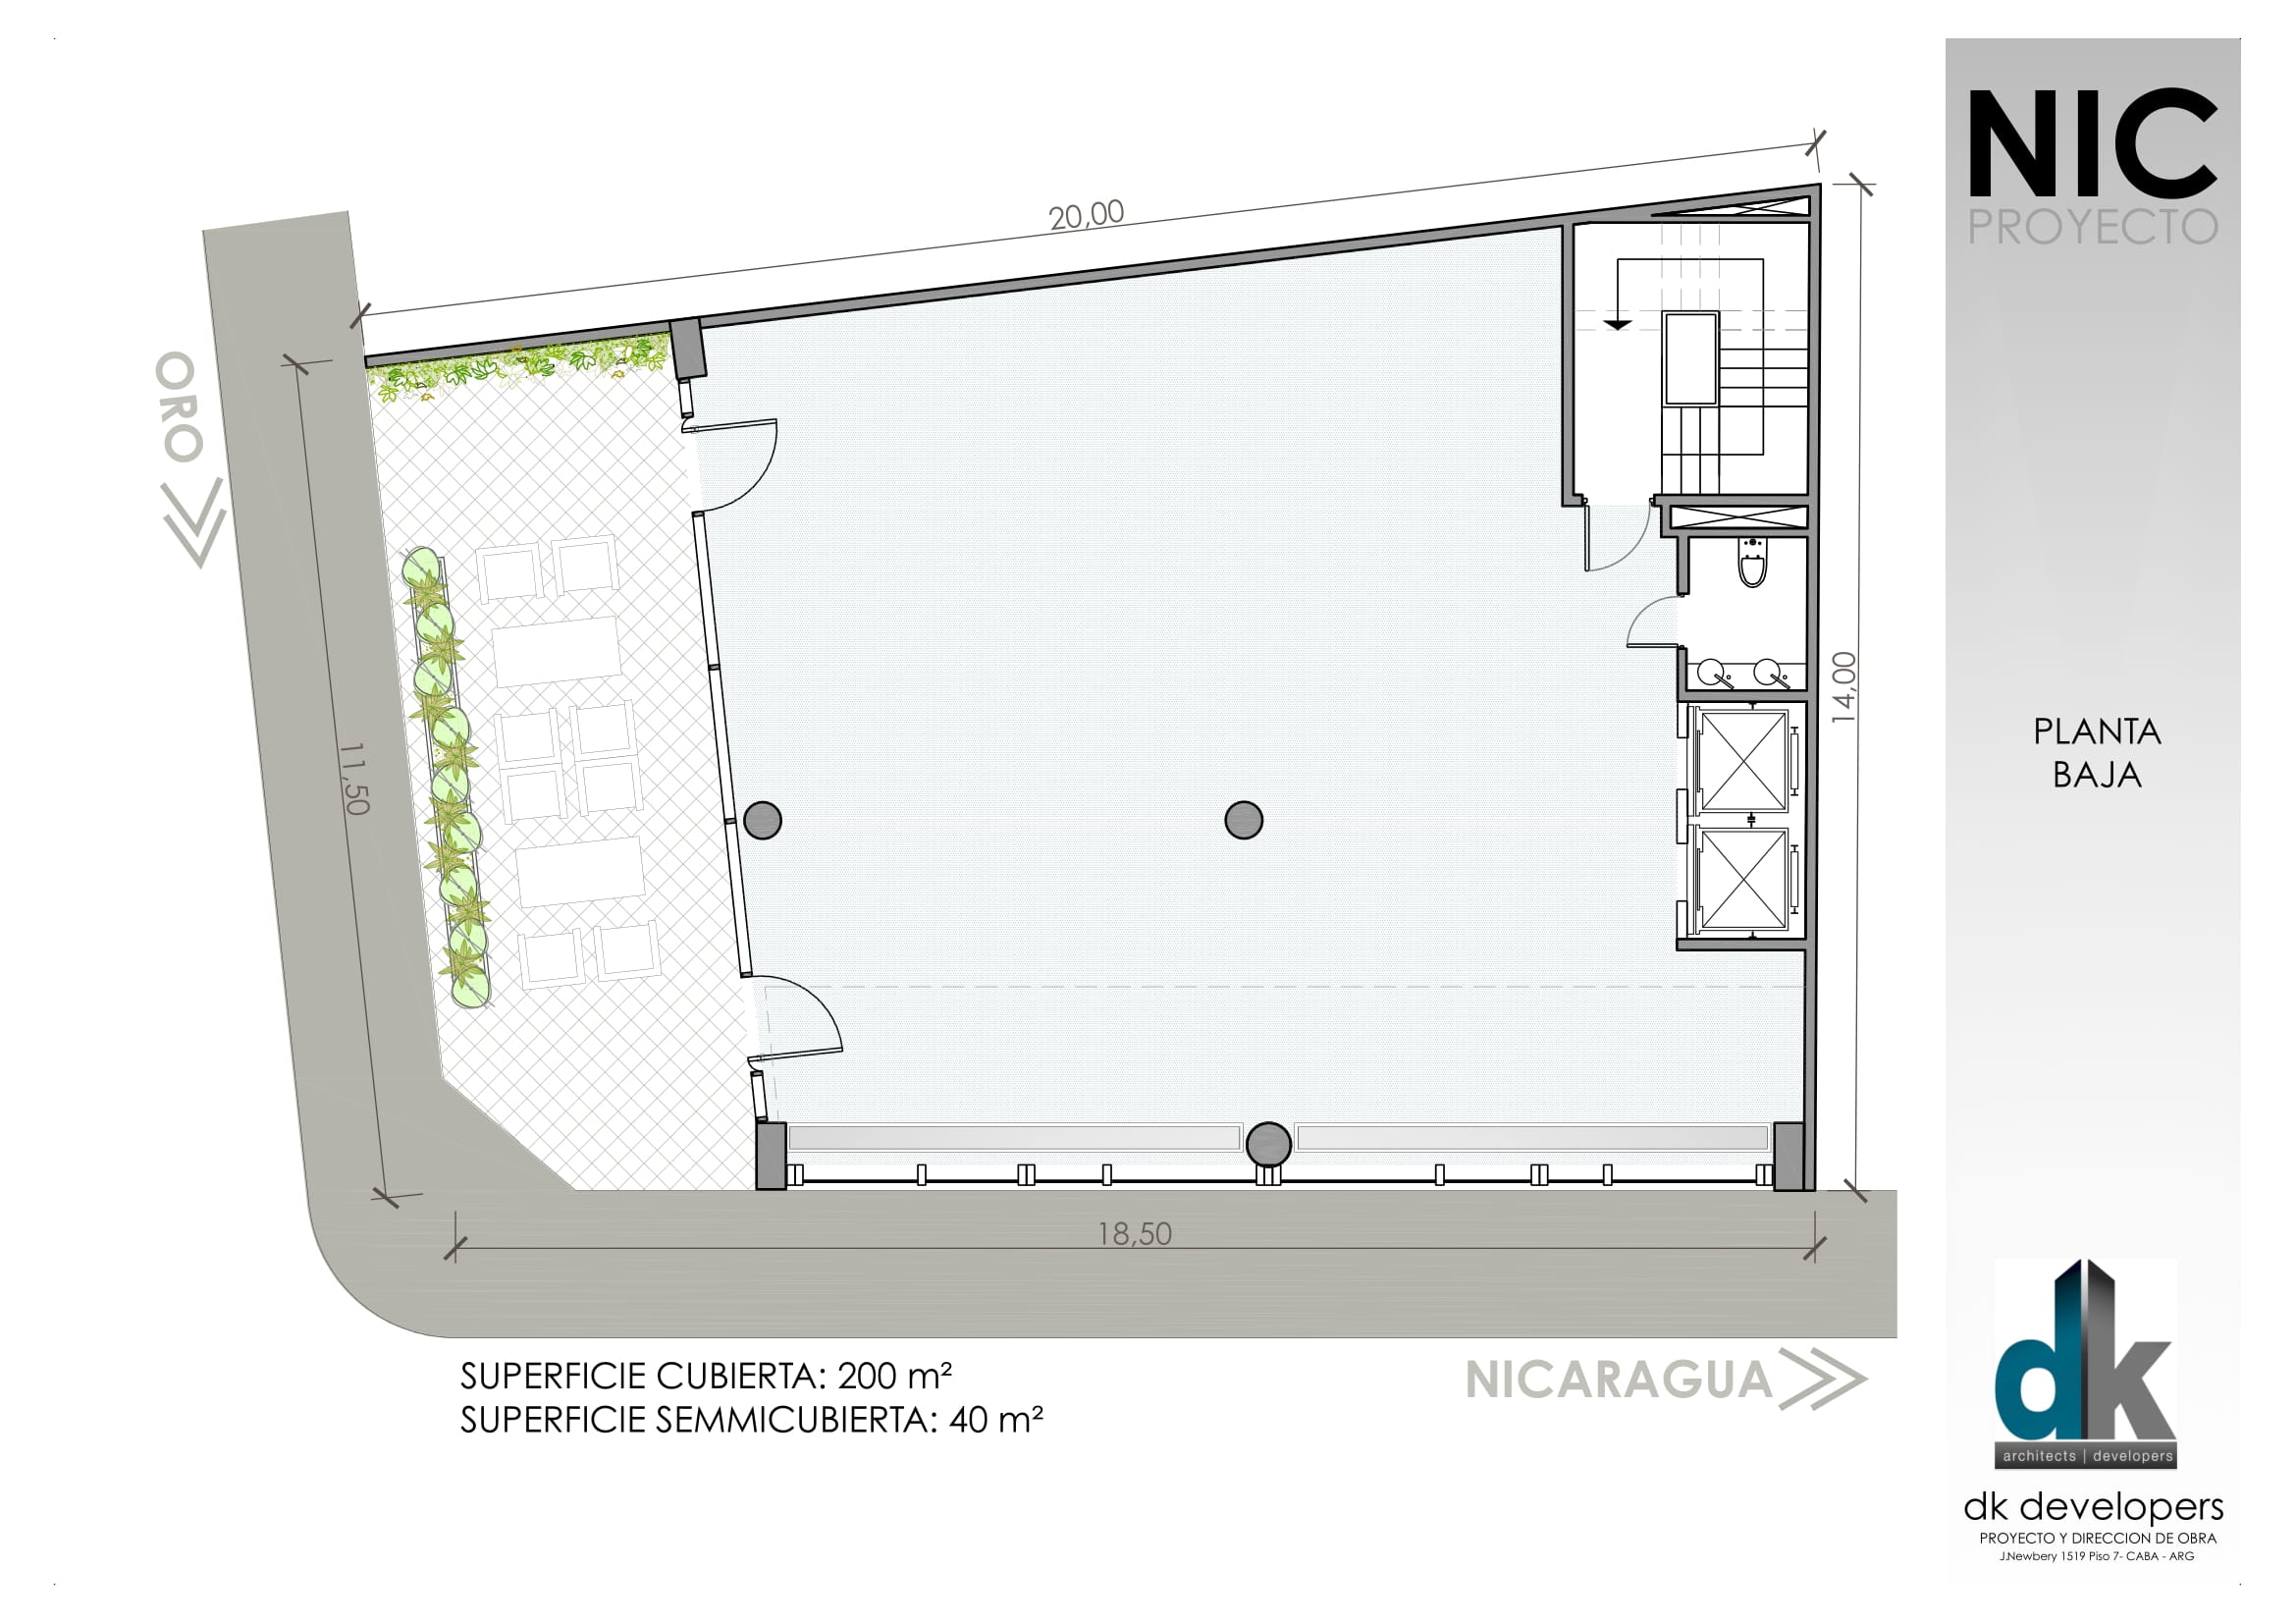 NIC
PROYECTO
20,00
ORO
11,50
14,00
PLANTA
BAJA
18,50
NICARAGUA
SUPERFICIE CUBIERTA: 200 m²
SUPERFICIE SEMMICUBIERTA: 40 m²
dk
architects | developers
dk developers
PROYECTO Y DIRECCION DE OBRA
J.Newbery 1519 Piso 7- CABA - ARG